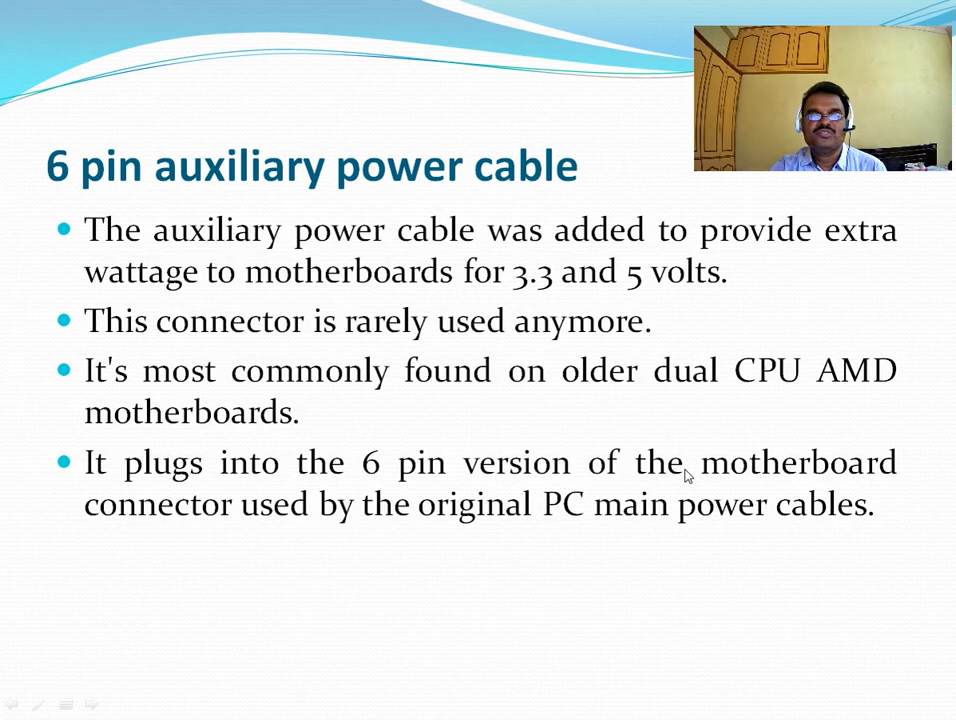 6 pin auxiliary power cable
The auxiliary power cable was added to provide extra
wattage to motherboards for 3.3 and 5 volts.
This connector is rarely used anymore.
It's most commonly found on older dual CPU AMD
motherboards.
It plugs into the 6 pin version of the motherboard
connector used by the original PC main power cables.